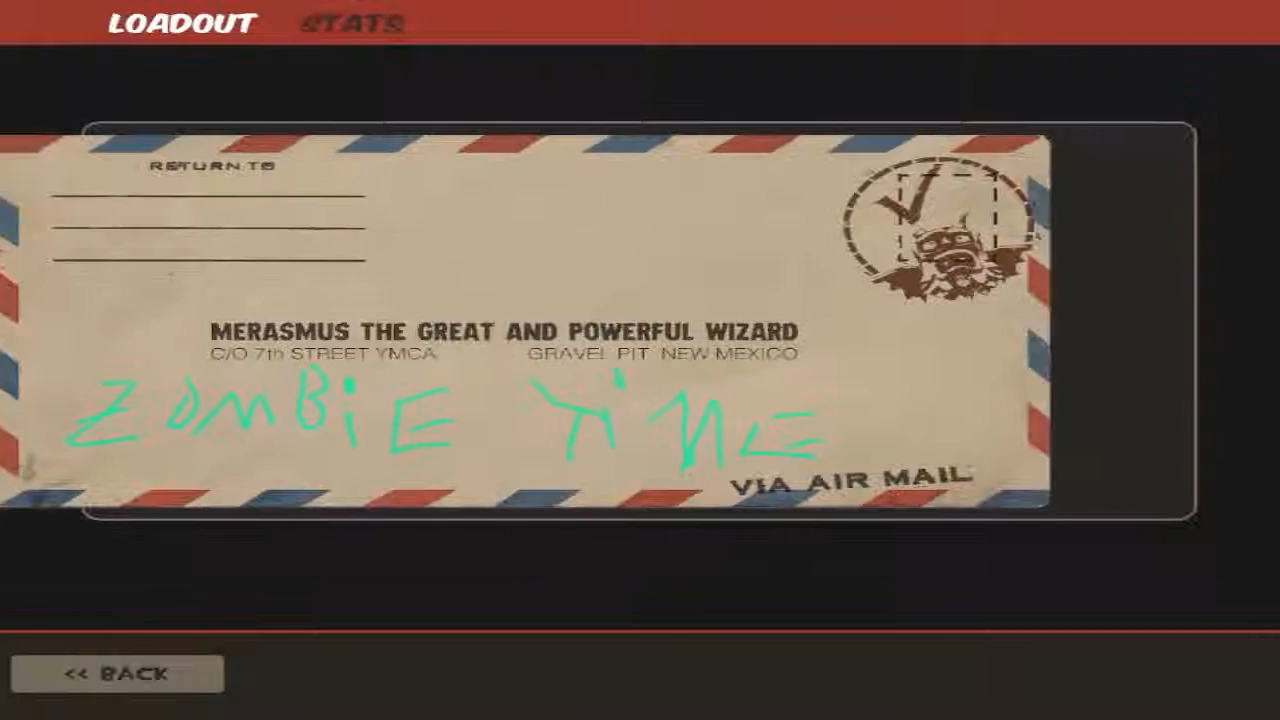 LOADOUT STATS
RETURN TO
MERASMUS THE GREAT AND POWERFUL WIZARD
C/O 7th STREET YMCA GRAVEL PIT NEW MEXICO
ZOMBiE TiME
VIA AIR MAIL
<< BACK